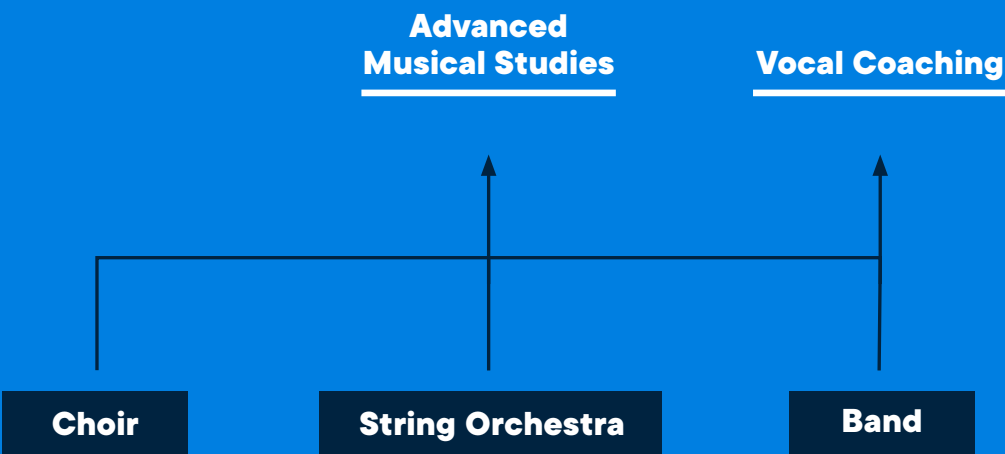 Advanced
Musical Studies
Vocal Coaching
Choir
String Orchestra
Band